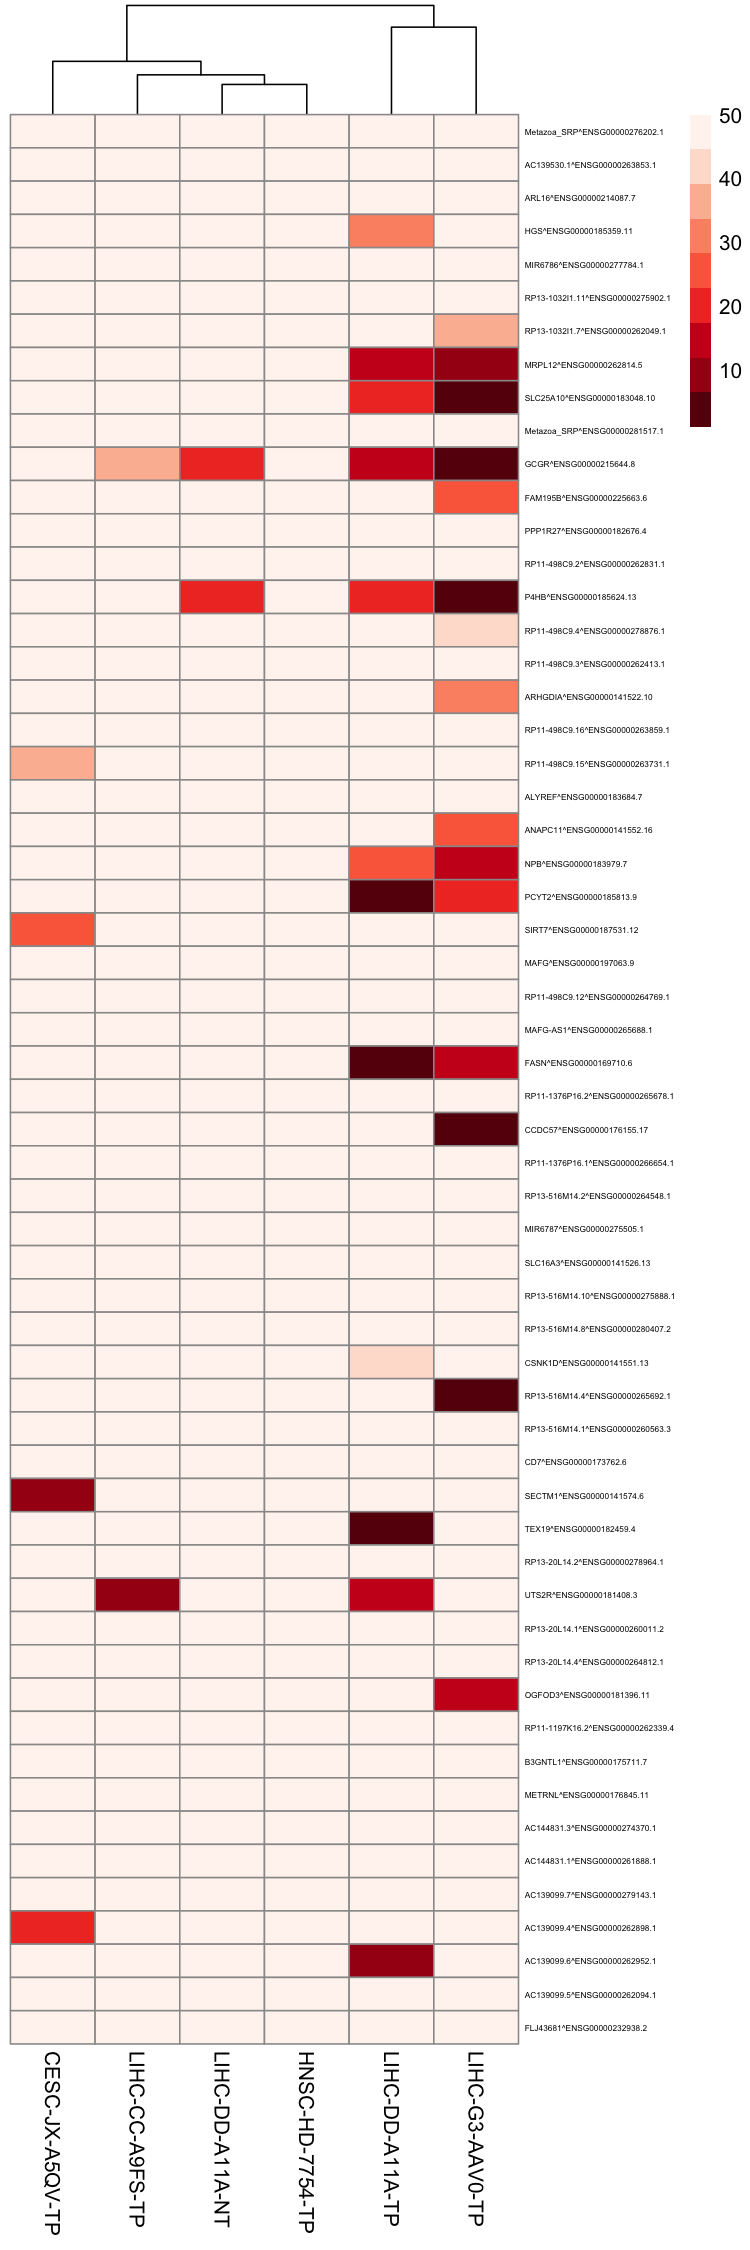 Metazoa_SRP^ENSG00000276202.1
AC139530.1^ENSG00000263853.1
ARL16^ENSG00000214087.7
HGS^ENSG00000185359.11
MIR6786^ENSG00000277784.1
RP13-1032I1.11^ENSG00000275902.1
RP13-1032I1.7^ENSG00000262049.1
MRPL12^ENSG00000262814.5
SLC25A10^ENSG00000183048.10
Metazoa_SRP^ENSG00000281517.1
GCGR^ENSG00000215644.8
FAM195B^ENSG00000225663.6
PPP1R27^ENSG00000182676.4
RP11-498C9.2^ENSG00000262831.1
P4HB^ENSG00000185624.13
RP11-498C9.4^ENSG00000278876.1
RP11-498C9.3^ENSG00000262413.1
ARHGDIA^ENSG00000141522.10
RP11-498C9.16^ENSG00000263859.1
RP11-498C9.15^ENSG00000263731.1
ALYREF^ENSG00000183684.7
ANAPC11^ENSG00000141552.16
NPB^ENSG00000183979.7
PCYT2^ENSG00000185813.9
SIRT7^ENSG00000187531.12
MAFG^ENSG00000197063.9
RP11-498C9.12^ENSG00000264769.1
MAFG-AS1^ENSG00000265688.1
FASN^ENSG00000169710.6
RP11-1376P16.2^ENSG00000265678.1
CCDC57^ENSG00000176155.17
RP11-1376P16.1^ENSG00000266654.1
RP13-516M14.2^ENSG00000264548.1
MIR6787^ENSG00000275505.1
SLC16A3^ENSG00000141526.13
RP13-516M14.10^ENSG00000275888.1
RP13-516M14.8^ENSG00000280407.2
CSNK1D^ENSG00000141551.13
RP13-516M14.4^ENSG00000265692.1
RP13-516M14.1^ENSG00000260563.3
CD7^ENSG00000173762.6
SECTM1^ENSG00000141574.6
TEX19^ENSG00000182459.4
RP13-20L14.2^ENSG00000278964.1
UTS2R^ENSG00000181408.3
RP13-20L14.1^ENSG00000260011.2
RP13-20L14.4^ENSG00000264812.1
OGFOD3^ENSG00000181396.11
RP11-1197K16.2^ENSG00000262339.4
B3GNTL1^ENSG00000175711.7
METRNL^ENSG00000176845.11
AC144831.3^ENSG00000274370.1
AC144831.1^ENSG00000261888.1
AC139099.7^ENSG00000279143.1
AC139099.4^ENSG00000262898.1
AC139099.6^ENSG00000262952.1
AC139099.5^ENSG00000262094.1
FLJ43681^ENSG00000232938.2
50
40
30
20
10
CESC-JX-A5QV-TP
LIHC-CC-A9FS-TP
LIHC-DD-A11A-NT
HNSC-HD-7754-TP
LIHC-DD-A11A-TP
LIHC-G3-AAV0-TP